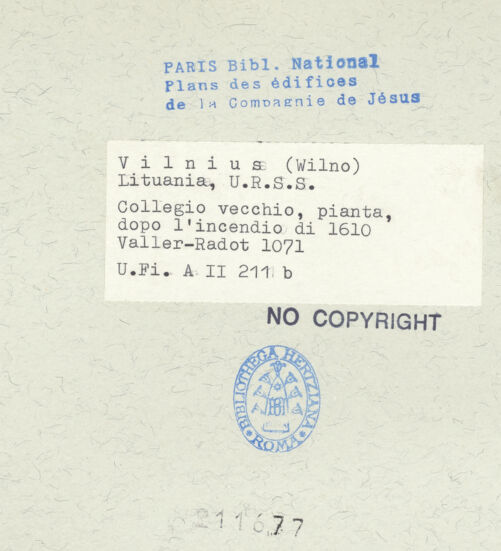 PARIS Bibl. National
Plans des édifices
de la Compagnie de Jésus
Vilnius (Wilno)
Lituania, U.R.S.S.
Collegio vecchio, pianta,
dopo l'incendio di 1610
Valler-Radot 1071
U.Fi. A II 211 b
NO COPYRIGHT
BIBLIOTHECA HERTZIANA
* ROMA *
211677